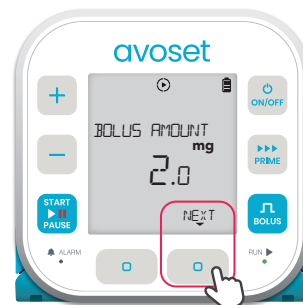 avoset
+
ON/OFF
BOLUS AMOUNT
mg
2.0
−
PRIME
NEXT
START
PAUSE
BOLUS
ALARM
RUN